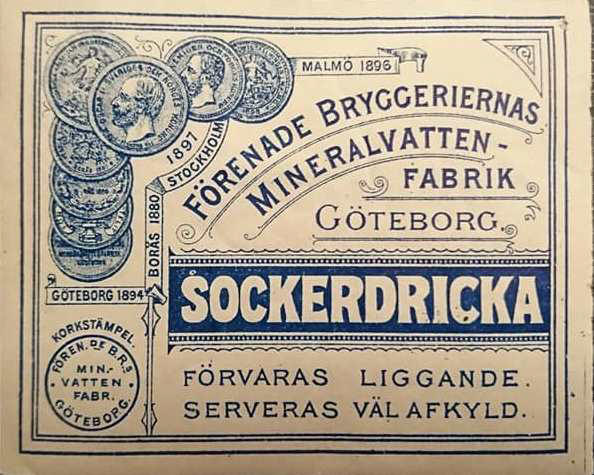 MALMÖ 1896
1897
STOCKHOLM
BORÅS 1880
GÖTEBORG 1894
FÖRENADE BRYGGERIERNAS
MINERALVATTEN-
FABRIK
GÖTEBORG.
SOCKERDRICKA
FÖRVARAS LIGGANDE.
SERVERAS VÄL AFKYLD.
KORKSTÄMPEL.
FÖREN. DE B.R.S
MIN.-
VATTEN
FABR.
GÖTEBORG.